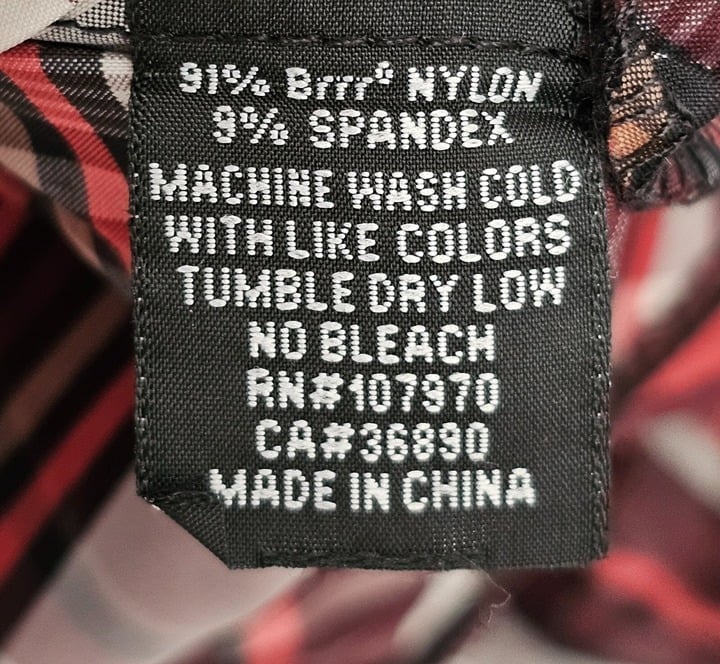 91% Brrr° NYLON
9% SPANDEX
MACHINE WASH COLD
WITH LIKE COLORS
TUMBLE DRY LOW
NO BLEACH
RN#107970
CA#36890
MADE IN CHINA